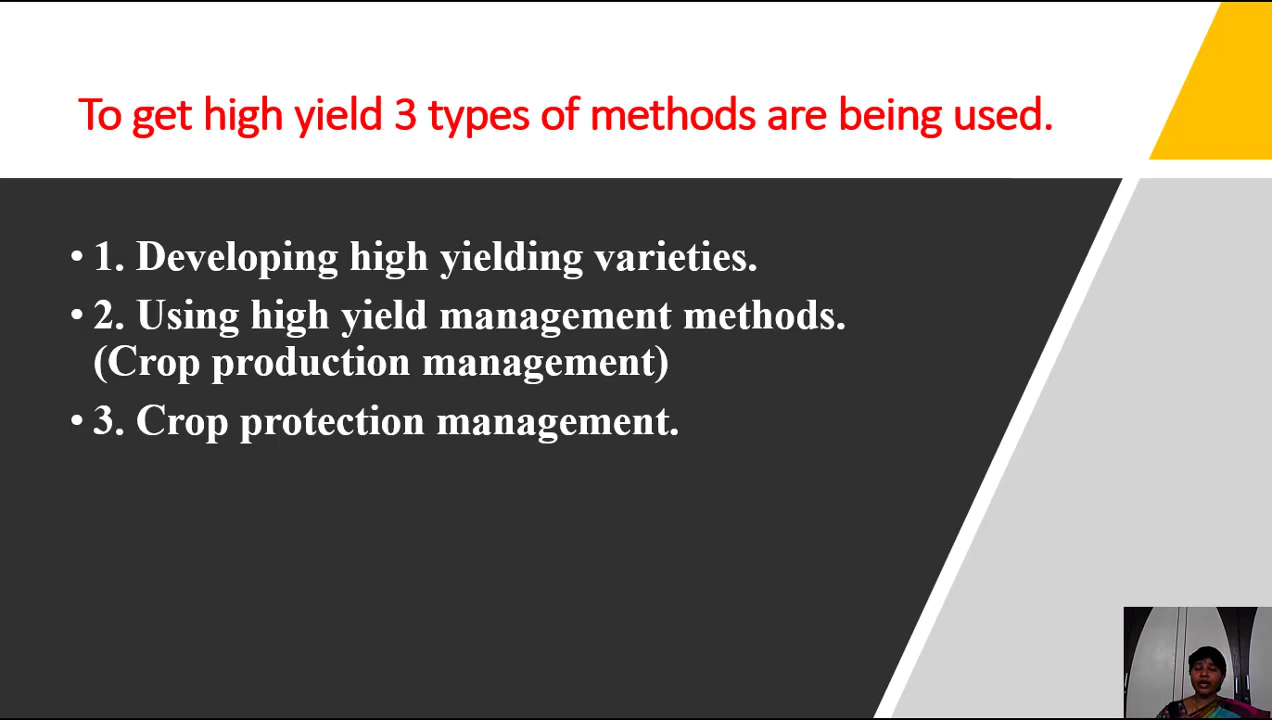 To get high yield 3 types of methods are being used.
• 1. Developing high yielding varieties.
• 2. Using high yield management methods.
(Crop production management)
• 3. Crop protection management.